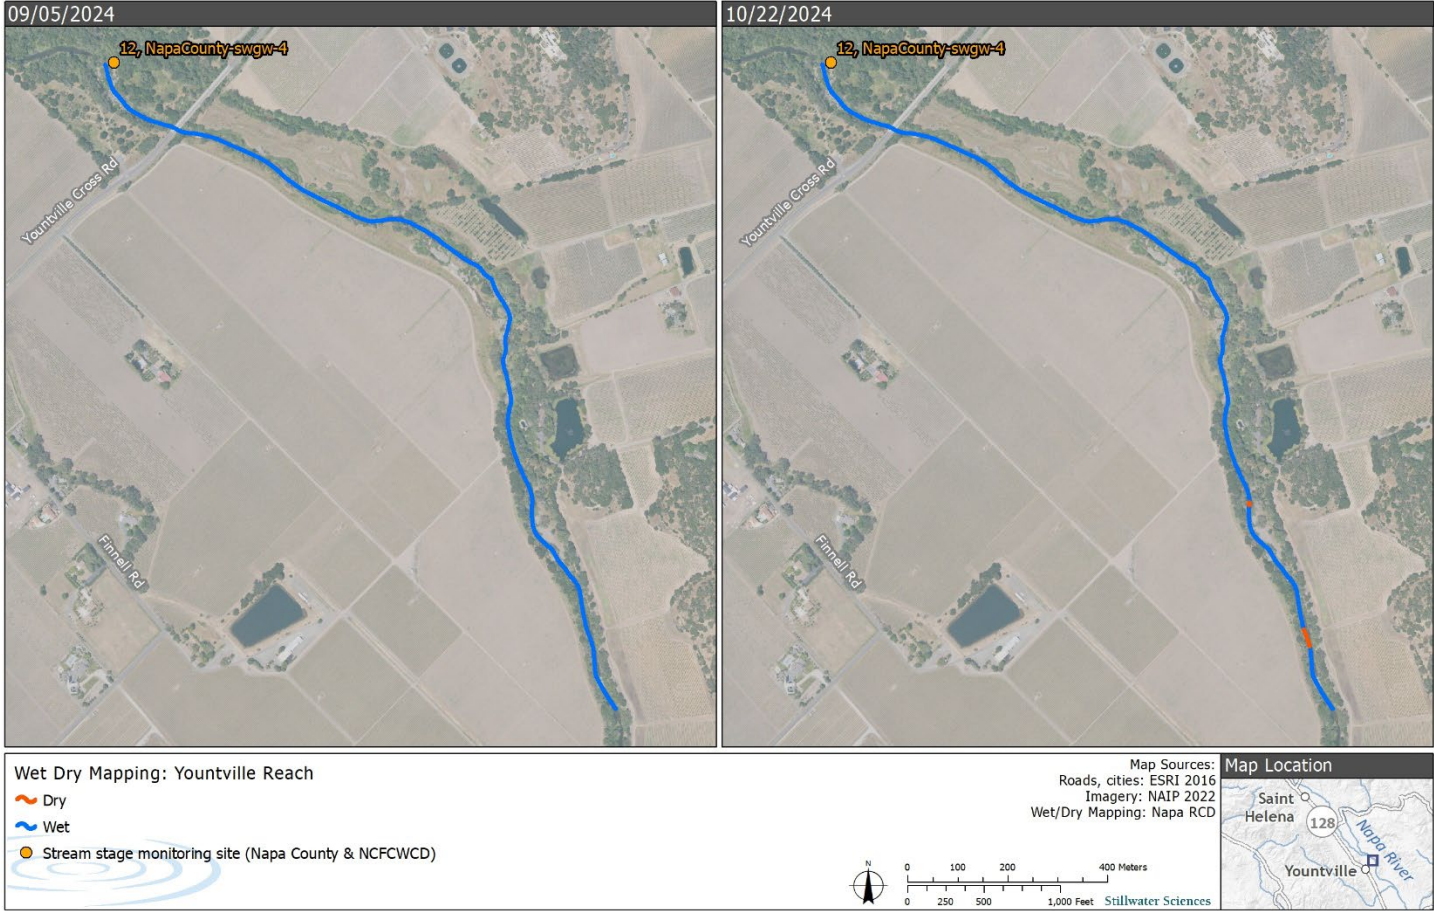 09/05/2024
12, NapaCounty-swgw-4
Yountville Cross Rd
Finnell Rd
10/22/2024
12, NapaCounty-swgw-4
Yountville Cross Rd
Finnell Rd
Wet Dry Mapping: Yountville Reach
Dry
Wet
Stream stage monitoring site (Napa County & NCFCWCD)
Map Sources:
Roads, cities: ESRI 2016
Imagery: NAIP 2022
Wet/Dry Mapping: Napa RCD
N
0 100 200 400 Meters
0 250 500 1,000 Feet
Stillwater Sciences
Map Location
Saint
Helena
128
Napa River
Yountville